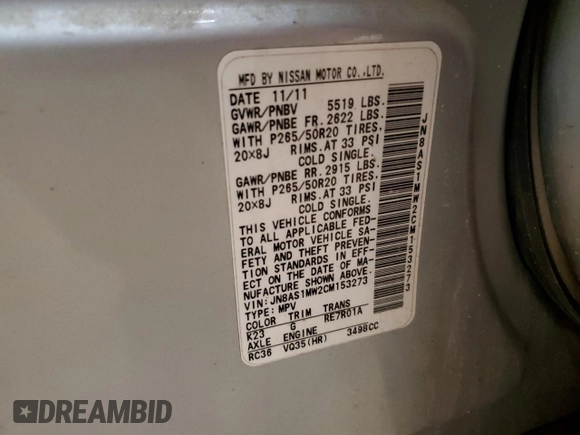 MFD BY NISSAN MOTOR CO.,LTD.
DATE 11/11
GVWR/PNBV 5519 LBS.
GAWR/PNBE FR. 2622 LBS.
WITH P265/50R20 TIRES.
20×8J RIMS.AT 33 PSI
COLD SINGLE.
GAWR/PNBE RR. 2915 LBS.
WITH P265/50R20 TIRES.
20×8J RIMS.AT 33 PSI
COLD SINGLE.
THIS VEHICLE CONFORMS
TO ALL APPLICABLE FED-
ERAL MOTOR VEHICLE SA-
FETY AND THEFT PREVEN-
TION STANDARDS IN EFF-
ECT ON THE DATE OF MA-
NUFACTURE SHOWN ABOVE.
VIN:JN8AS1MW2CM153273
TYPE:MPV
COLOR TRIM TRANS
K23 G RE7R01A
AXLE ENGINE
RC36 VQ35(HR) 3498CC
JN8AS1MW2CM153273
DREAMBID